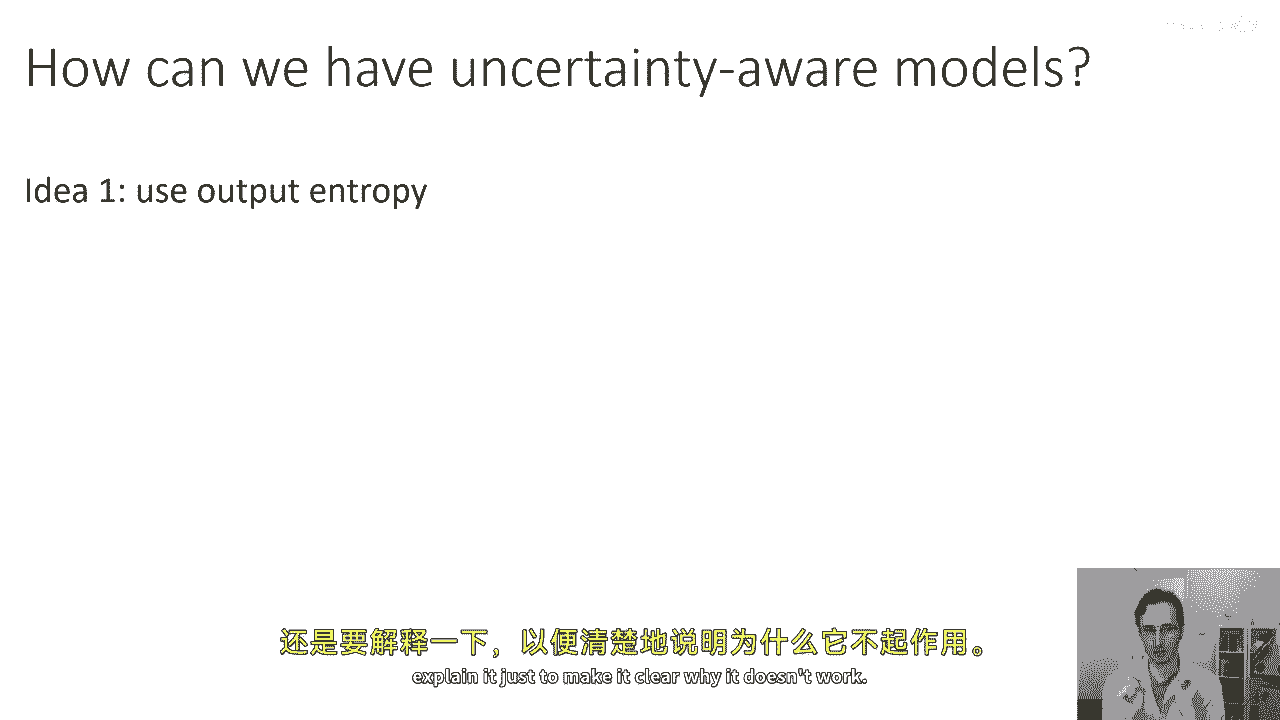 How can we have uncertainty-aware models?
Idea 1: use output entropy
还是要解释一下，以便清楚地说明为什么它不起作用。
explain it just to make it clear why it doesn't work.